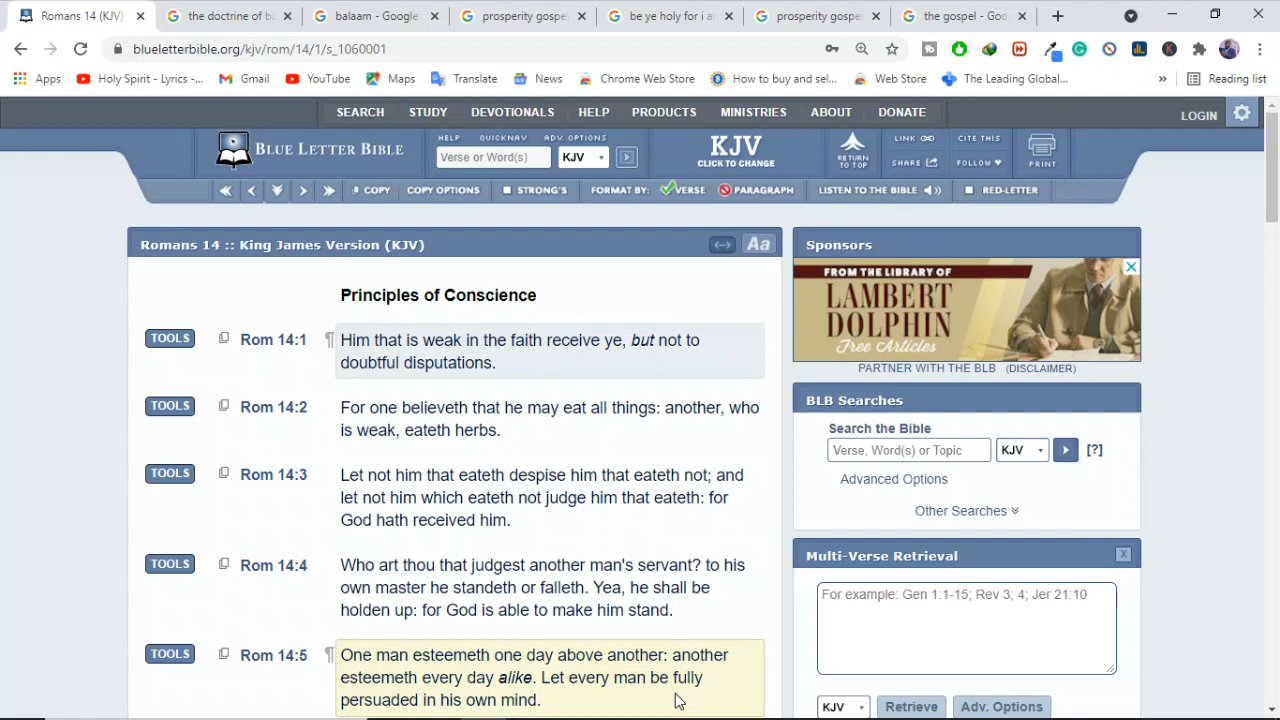 Romans 14 (KJV)
the doctrine of ba
balaam - Google
prosperity gospel
be ye holy for i a
prosperity gospe
the gospel - Goo
blueletterbible.org/kjv/rom/14/1/s_1060001
Apps
Holy Spirit - Lyrics -...
Gmail
YouTube
Maps
Translate
News
Chrome Web Store
How to buy and sel...
Web Store
The Leading Global...
»
Reading list
SEARCH STUDY DEVOTIONALS HELP PRODUCTS MINISTRIES ABOUT DONATE
LOGIN
BLUE LETTER BIBLE
HELP QUICKNAV ADV. OPTIONS
Verse or Word(s)
KJV
KJV
CLICK TO CHANGE
RETURN
TO TOP
LINK
CITE THIS
SHARE
FOLLOW
PRINT
COPY COPY OPTIONS STRONG'S FORMAT BY: VERSE PARAGRAPH LISTEN TO THE BIBLE RED-LETTER
Romans 14 :: King James Version (KJV)
Aa
Principles of Conscience
TOOLS Rom 14:1 ¶ Him that is weak in the faith receive ye, but not to
doubtful disputations.
TOOLS Rom 14:2 For one believeth that he may eat all things: another, who
is weak, eateth herbs.
TOOLS Rom 14:3 Let not him that eateth despise him that eateth not; and
let not him which eateth not judge him that eateth: for
God hath received him.
TOOLS Rom 14:4 Who art thou that judgest another man's servant? to his
own master he standeth or falleth. Yea, he shall be
holden up: for God is able to make him stand.
TOOLS Rom 14:5 ¶ One man esteemeth one day above another: another
esteemeth every day alike. Let every man be fully
persuaded in his own mind.
Sponsors
FROM THE LIBRARY OF
LAMBERT
DOLPHIN
Free Articles
PARTNER WITH THE BLB (DISCLAIMER)
BLB Searches
Search the Bible
Verse, Word(s) or Topic
KJV
[?]
Advanced Options
Other Searches
Multi-Verse Retrieval
X
For example: Gen 1:1-15; Rev 3; 4; Jer 21:10
KJV
Retrieve
Adv. Options